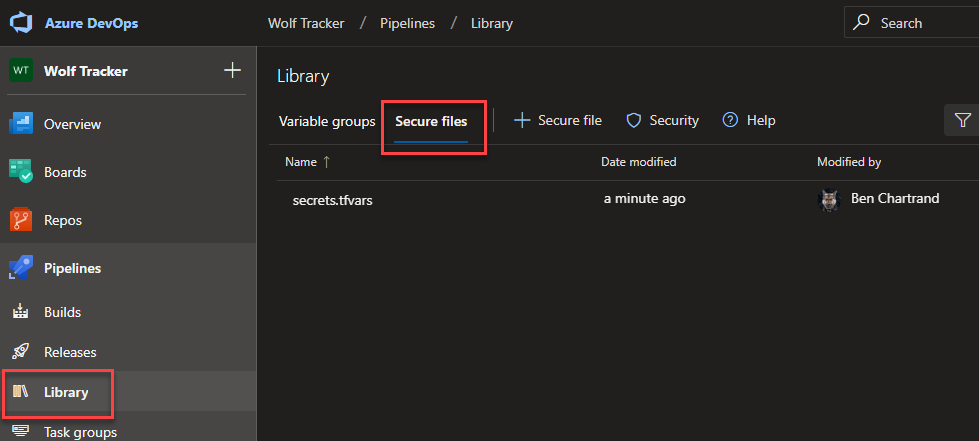 Azure DevOps
Wolf Tracker / Pipelines / Library
Search
WT Wolf Tracker
Library
Overview
Variable groups Secure files Secure file Security Help
Name ↑ Date modified Modified by
Boards
secrets.tfvars a minute ago Ben Chartrand
Repos
Pipelines
Builds
Releases
Library
Task groups